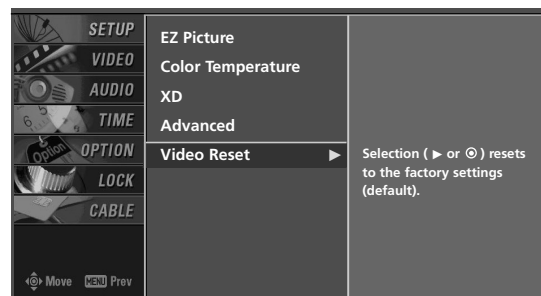 SETUP
VIDEO
AUDIO
TIME
OPTION
LOCK
CABLE
Move MENU Prev
EZ Picture
Color Temperature
XD
Advanced
Video Reset ▶
Selection ( ▶ or ◉ ) resets
to the factory settings
(default).